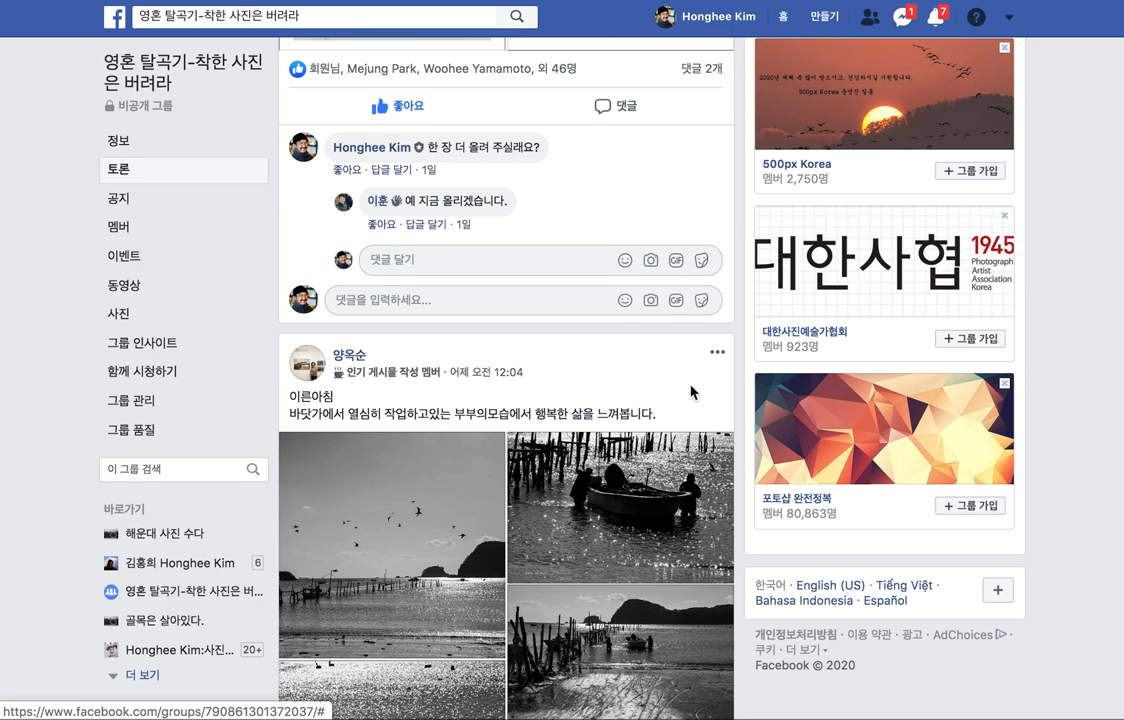 영혼 탈곡기-착한 사진은 버려라
Honghee Kim
홈
만들기
1
7
영혼 탈곡기-착한 사진
은 버려라
비공개 그룹
정보
토론
공지
멤버
이벤트
동영상
사진
그룹 인사이트
함께 시청하기
그룹 관리
그룹 품질
이 그룹 검색
바로가기
해운대 사진 수다
김홍희 Honghee Kim 6
영혼 탈곡기-착한 사진은 버...
골목은 살아있다.
Honghee Kim:사진... 20+
더 보기
회원님, Mejung Park, Woohee Yamamoto, 외 46명
댓글 2개
좋아요
댓글
Honghee Kim 한 장 더 올려 주실래요?
좋아요 · 답글 달기 · 1일
이훈 예 지금 올리겠습니다.
좋아요 · 답글 달기 · 1일
댓글 달기
GIF
댓글을 입력하세요...
GIF
양옥순
인기 게시물 작성 멤버 · 어제 오전 12:04
이른아침
바닷가에서 열심히 작업하고있는 부부의모습에서 행복한 삶을 느껴봅니다.
2020년 새해 복 많이 받으시고, 건강하시길 기원합니다.
500px Korea 운영진 일동
500px Korea
멤버 2,750명
+ 그룹 가입
대한사협
1945
Photograph
Artist
Association
Korea
대한사진예술가협회
멤버 923명
+ 그룹 가입
포토샵 완전정복
멤버 80,863명
+ 그룹 가입
한국어 · English (US) · Tiếng Việt ·
Bahasa Indonesia · Español
개인정보처리방침 · 이용 약관 · 광고 · AdChoices ·
쿠키 · 더 보기
Facebook © 2020
https://www.facebook.com/groups/790861301372037/#